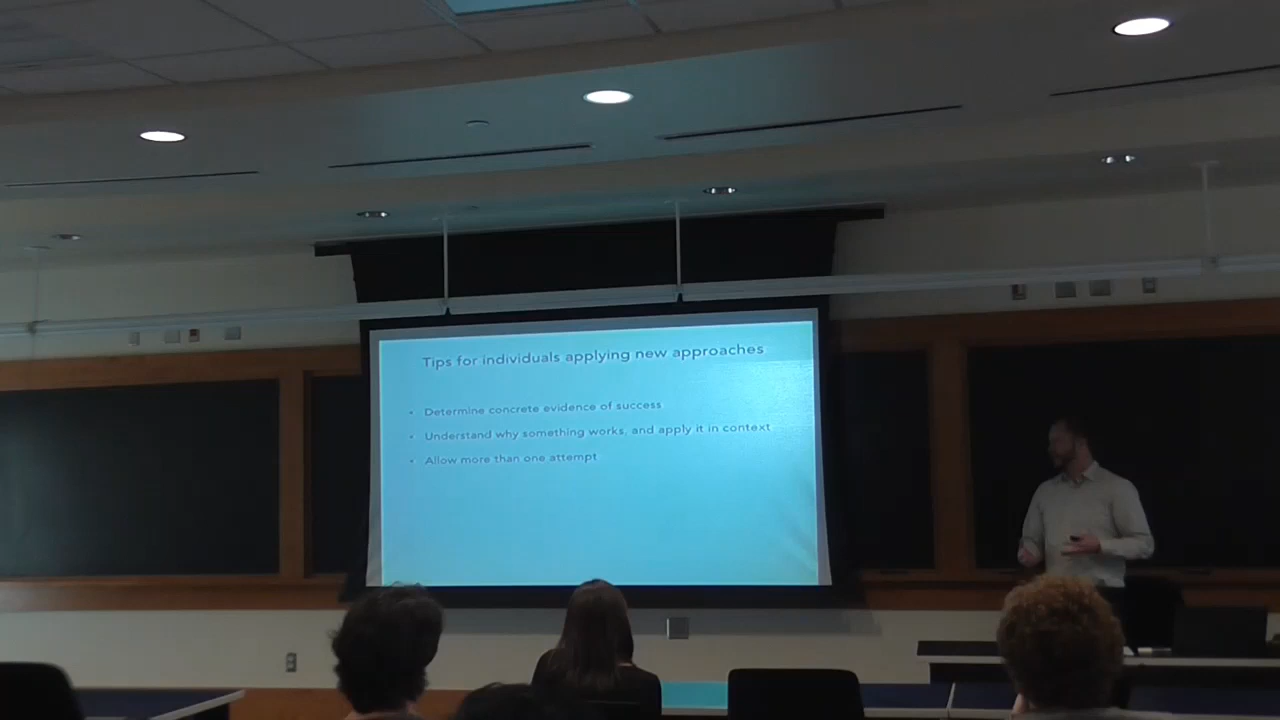 Tips for individuals applying new approaches
• Determine concrete evidence of success
• Understand why something works, and apply it in context
• Allow more than one attempt